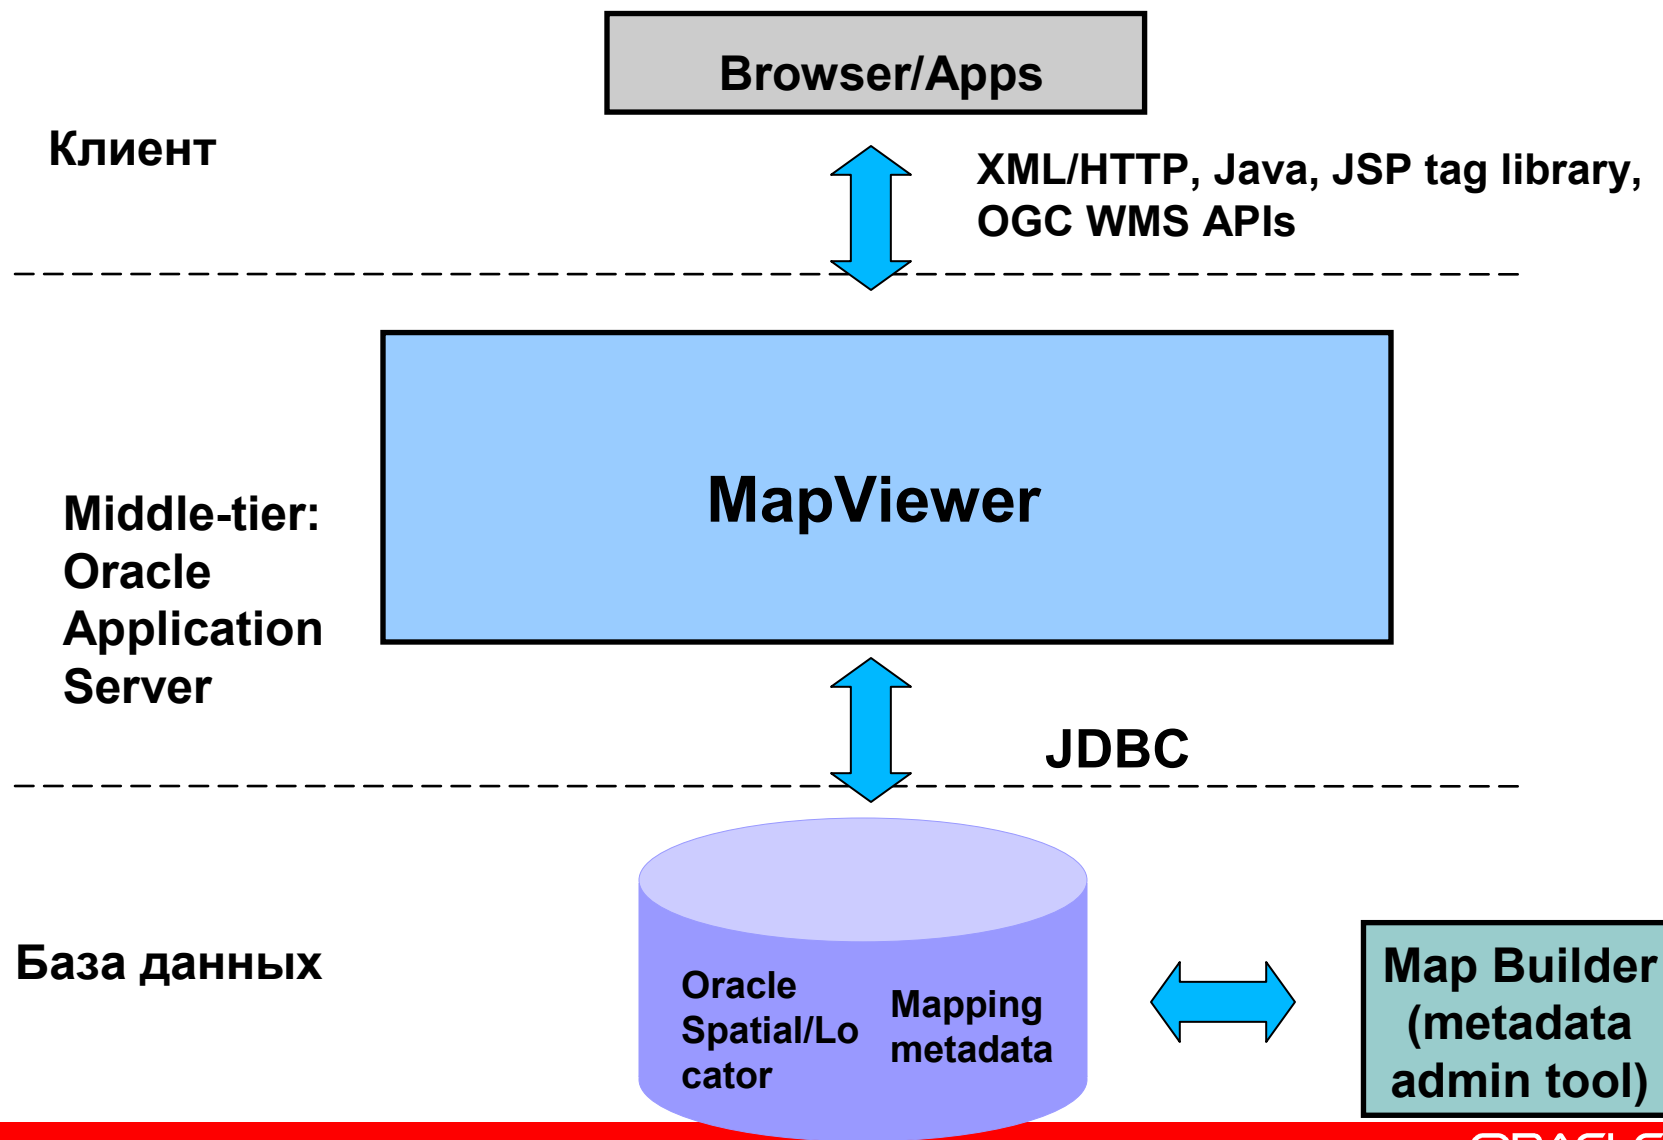 Browser/Apps
Клиент
XML/HTTP, Java, JSP tag library,
OGC WMS APIs
MapViewer
Middle-tier:
Oracle
Application
Server
JDBC
База данных
Oracle
Spatial/Lo
cator
Mapping
metadata
Map Builder
(metadata
admin tool)